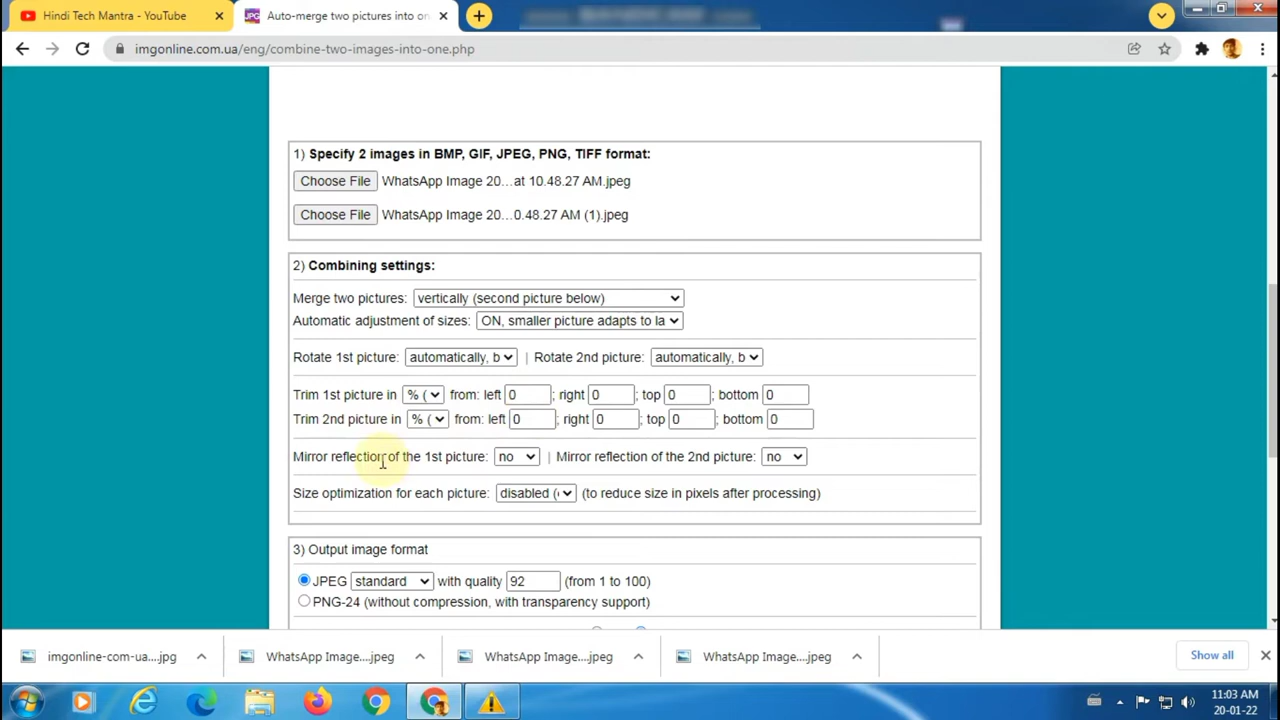 Hindi Tech Mantra - YouTube
Auto-merge two pictures into on
imgonline.com.ua/eng/combine-two-images-into-one.php
1) Specify 2 images in BMP, GIF, JPEG, PNG, TIFF format:
Choose File WhatsApp Image 20...at 10.48.27 AM.jpeg
Choose File WhatsApp Image 20...0.48.27 AM (1).jpeg
2) Combining settings:
Merge two pictures: vertically (second picture below)
Automatic adjustment of sizes: ON, smaller picture adapts to la
Rotate 1st picture: automatically, b | Rotate 2nd picture: automatically, b
Trim 1st picture in % ( from: left 0 ; right 0 ; top 0 ; bottom 0
Trim 2nd picture in % ( from: left 0 ; right 0 ; top 0 ; bottom 0
Mirror reflection of the 1st picture: no | Mirror reflection of the 2nd picture: no
Size optimization for each picture: disabled ( (to reduce size in pixels after processing)
3) Output image format
JPEG standard with quality 92 (from 1 to 100)
PNG-24 (without compression, with transparency support)
imgonline-com-ua....jpg WhatsApp Image....jpeg WhatsApp Image....jpeg WhatsApp Image....jpeg Show all
11:03 AM
20-01-22